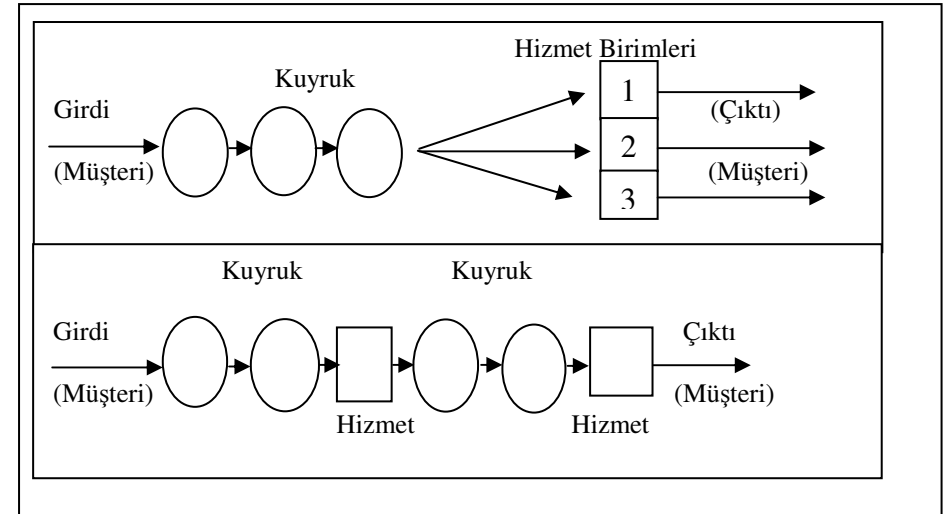 Hizmet Birimleri
Kuyruk
1
Girdi
(Çıktı)
2
(Müşteri)
(Müşteri)
3
Kuyruk Kuyruk
Girdi Çıktı
(Müşteri) (Müşteri)
Hizmet Hizmet